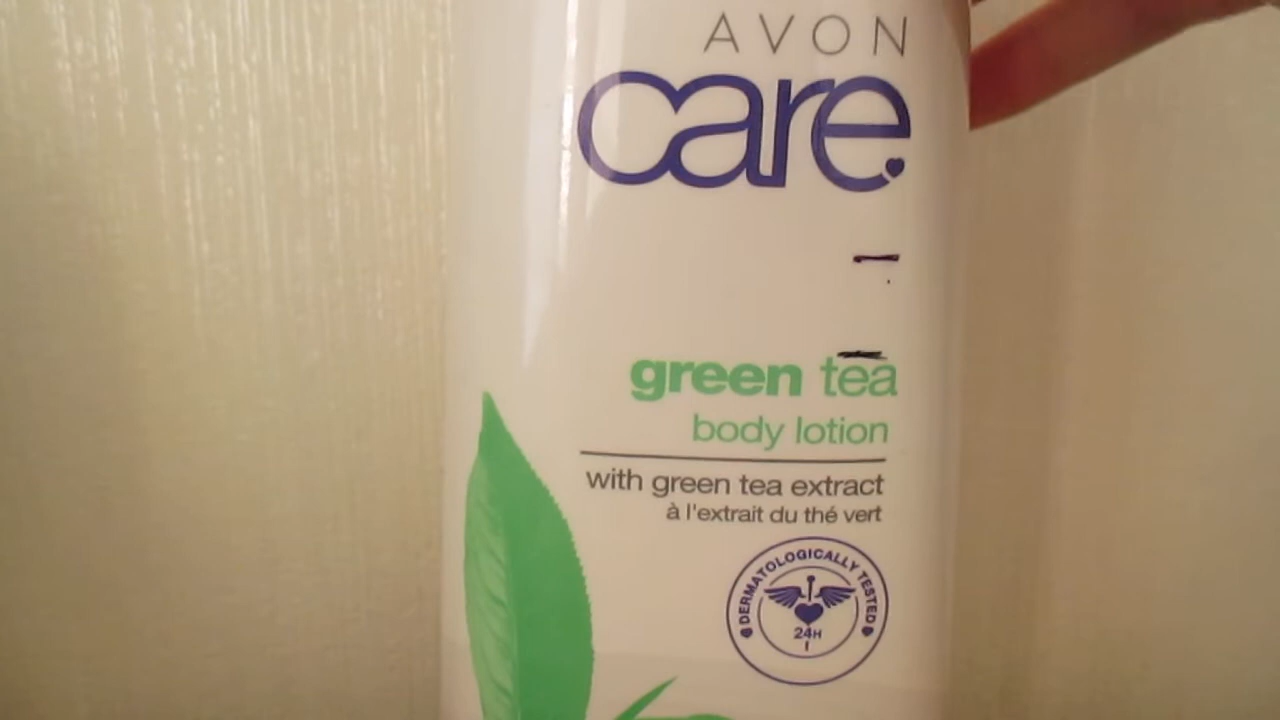 AVON
care
green tea
body lotion
with green tea extract
à l'extrait du thé vert
DERMATOLOGICALLY TESTED
24H